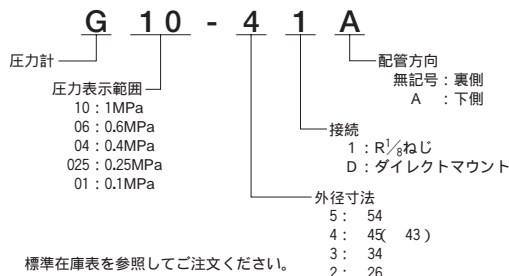 G 10 - 4 1 A
圧力計
圧力表示範囲
10：1MPa
06：0.6MPa
04：0.4MPa
025：0.25MPa
01：0.1MPa
配管方向
無記号：裏側
A ：下側
接続
1：R1/8ねじ
D：ダイレクトマウント
外径寸法
5： 54
4： 45( 43）
3： 34
2： 26
標準在庫表を参照してご注文ください。